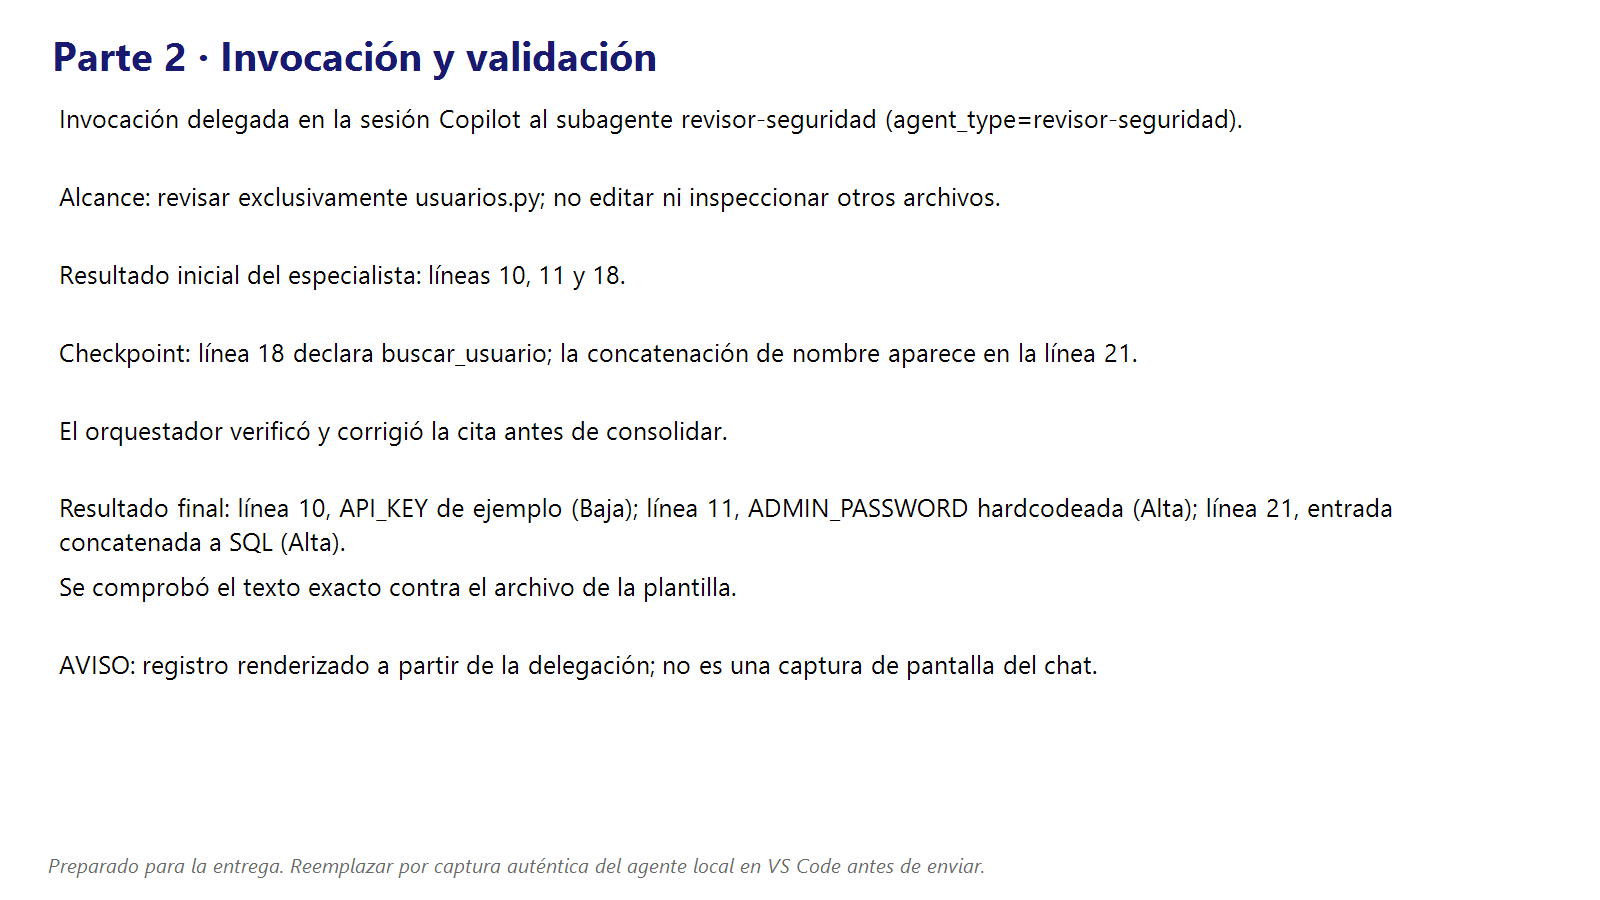 Parte 2 · Invocación y validación
Invocación delegada en la sesión Copilot al subagente revisor-seguridad (agent_type=revisor-seguridad).
Alcance: revisar exclusivamente usuarios.py; no editar ni inspeccionar otros archivos.
Resultado inicial del especialista: líneas 10, 11 y 18.
Checkpoint: línea 18 declara buscar_usuario; la concatenación de nombre aparece en la línea 21.
El orquestador verificó y corrigió la cita antes de consolidar.
Resultado final: línea 10, API_KEY de ejemplo (Baja); línea 11, ADMIN_PASSWORD hardcodeada (Alta); línea 21, entrada
concatenada a SQL (Alta).
Se comprobó el texto exacto contra el archivo de la plantilla.
AVISO: registro renderizado a partir de la delegación; no es una captura de pantalla del chat.
Preparado para la entrega. Reemplazar por captura auténtica del agente local en VS Code antes de enviar.